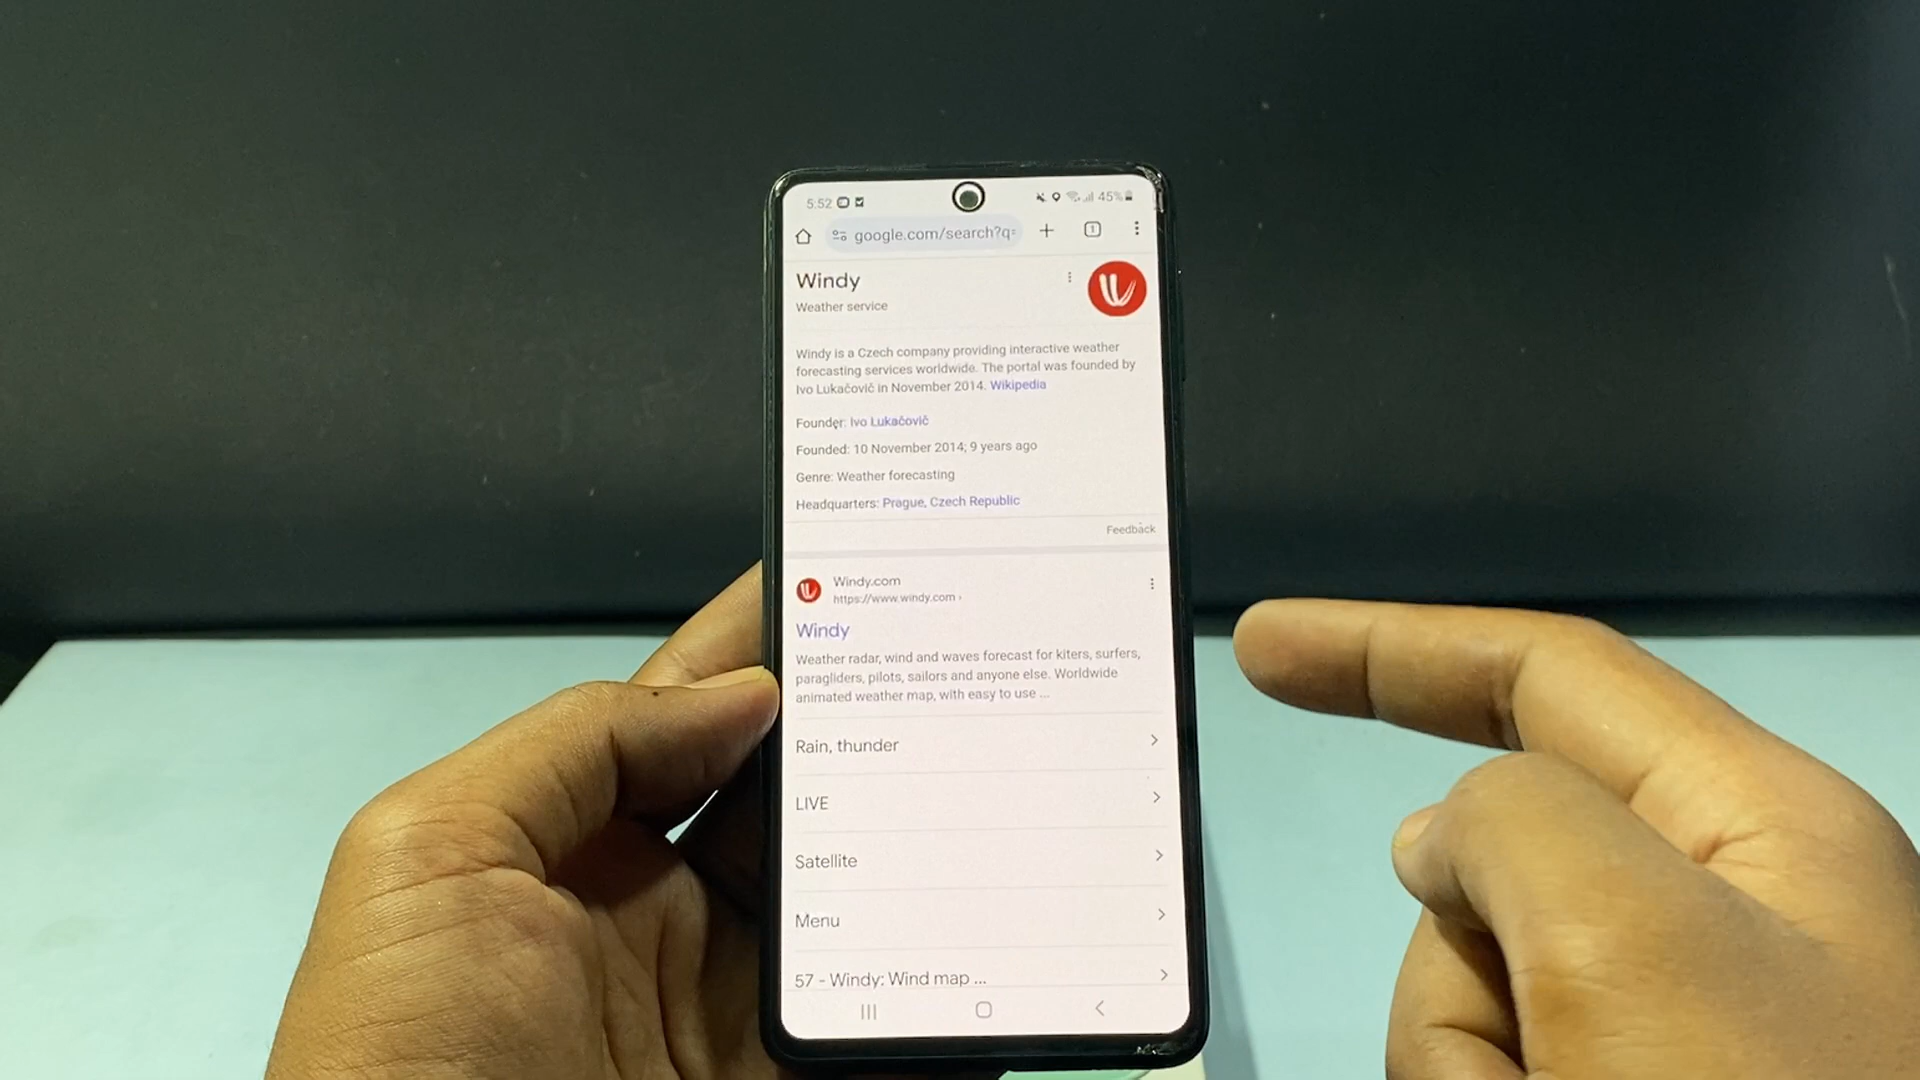 5:52
45%
google.com/search?q=
1
Windy
Weather service
Windy is a Czech company providing interactive weather
forecasting services worldwide. The portal was founded by
Ivo Lukačovič in November 2014. Wikipedia
Founder: Ivo Lukačovič
Founded: 10 November 2014; 9 years ago
Genre: Weather forecasting
Headquarters: Prague, Czech Republic
Feedback
Windy.com
https://www.windy.com ›
Windy
Weather radar, wind and waves forecast for kiters, surfers,
paragliders, pilots, sailors and anyone else. Worldwide
animated weather map, with easy to use ...
Rain, thunder
LIVE
Satellite
Menu
57 - Windy: Wind map ...